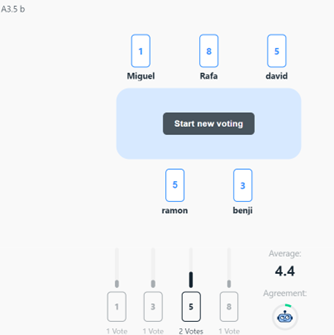 A3.5 b
1 8 5
Miguel Rafa david
Start new voting
5 3
ramon benji
Average:
4.4
Agreement:
1 3 5 8
1 Vote 1 Vote 2 Votes 1 Vote